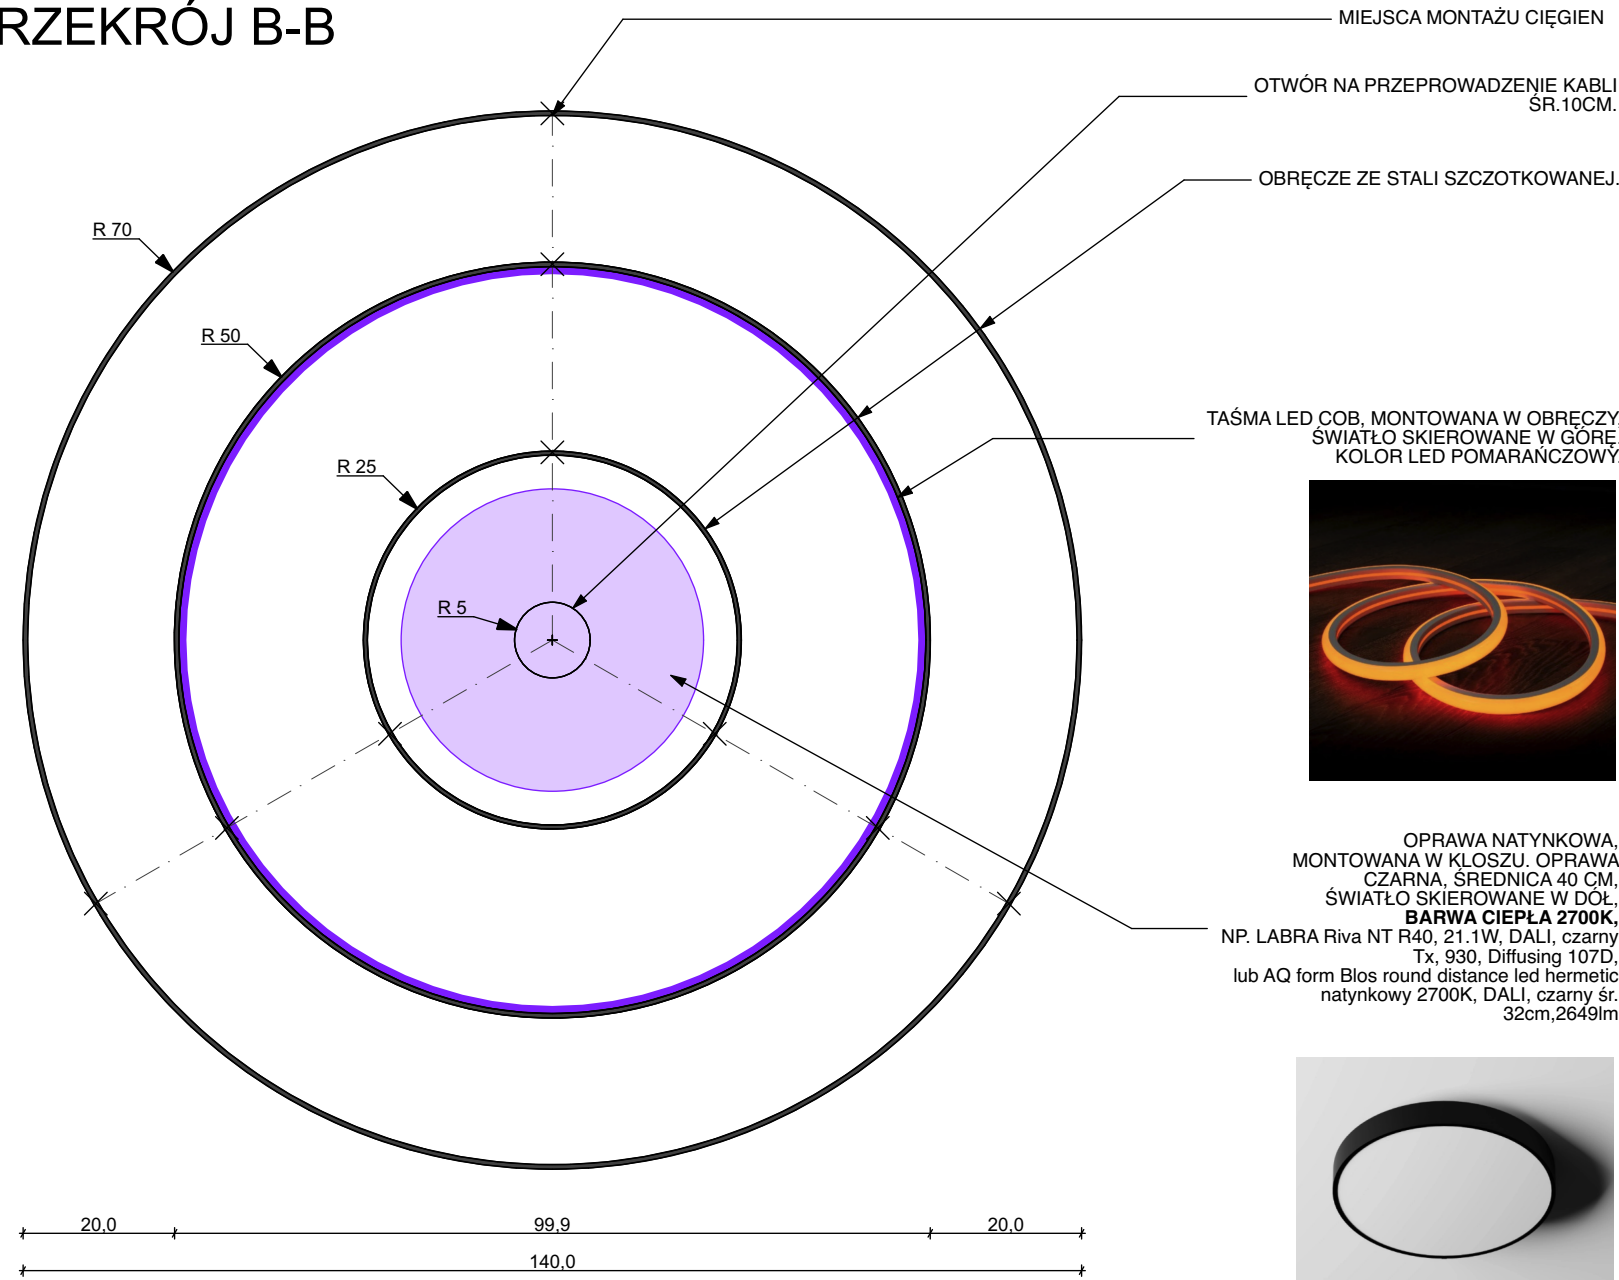 RZEKRÓJ B-B
MIEJSCA MONTAŻU CIĘGIEN
OTWÓR NA PRZEPROWADZENIE KABLI
ŚR.10CM.
OBRĘCZE ZE STALI SZCZOTKOWANEJ.
R 70
R 50
R 25
R 5
TAŚMA LED COB, MONTOWANA W OBRĘCZY,
ŚWIATŁO SKIEROWANE W GÓRĘ.
KOLOR LED POMARAŃCZOWY.
OPRAWA NATYNKOWA,
MONTOWANA W KLOSZU. OPRAWA
CZARNA, ŚREDNICA 40 CM,
ŚWIATŁO SKIEROWANE W DÓŁ,
BARWA CIEPŁA 2700K,
NP. LABRA Riva NT R40, 21.1W, DALI, czarny
Tx, 930, Diffusing 107D,
lub AQ form Blos round distance led hermetic
natynkowy 2700K, DALI, czarny śr.
32cm,2649lm
20,0 99,9 20,0
140,0